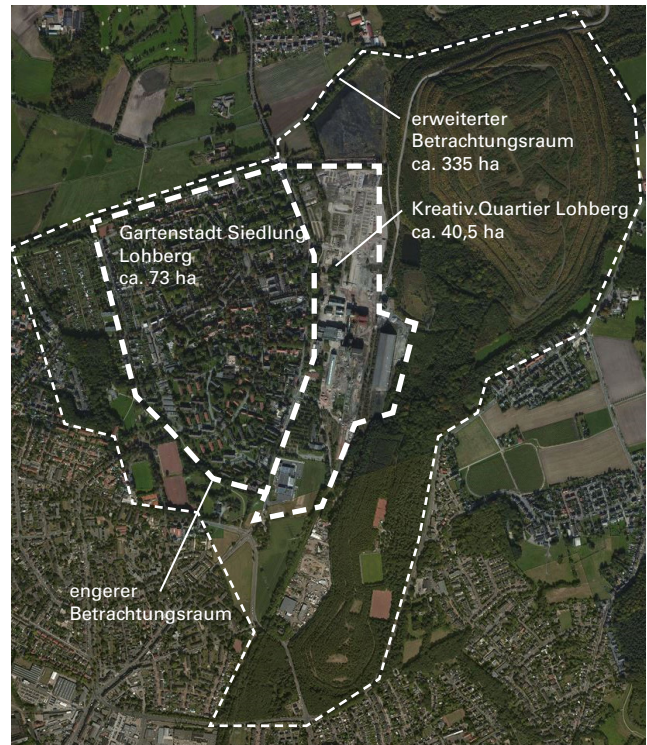 erweiterter
Betrachtungsraum
ca. 335 ha
Kreativ.Quartier Lohberg
ca. 40,5 ha
Gartenstadt Siedlung
Lohberg
ca. 73 ha
engerer
Betrachtungsraum